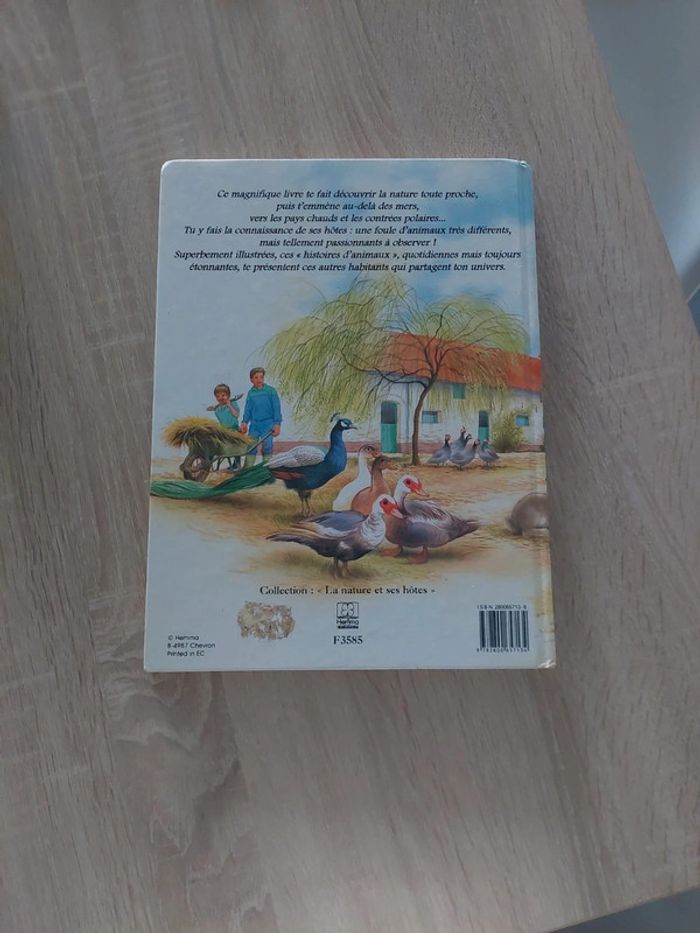 Ce magnifique livre te fait découvrir la nature toute proche,
puis t'emmène au-delà des mers,
vers les pays chauds et les contrées polaires...
Tu y fais la connaissance de ses hôtes : une foule d'animaux très différents,
mais tellement passionnants à observer !
Superbement illustrées, ces « histoires d'animaux », quotidiennes mais toujours
étonnantes, te présentent ces autres habitants qui partagent ton univers.
Collection : « La nature et ses hôtes »
Hemma
F3585
© Hemma
B-4987 Chevron
Printed in EC